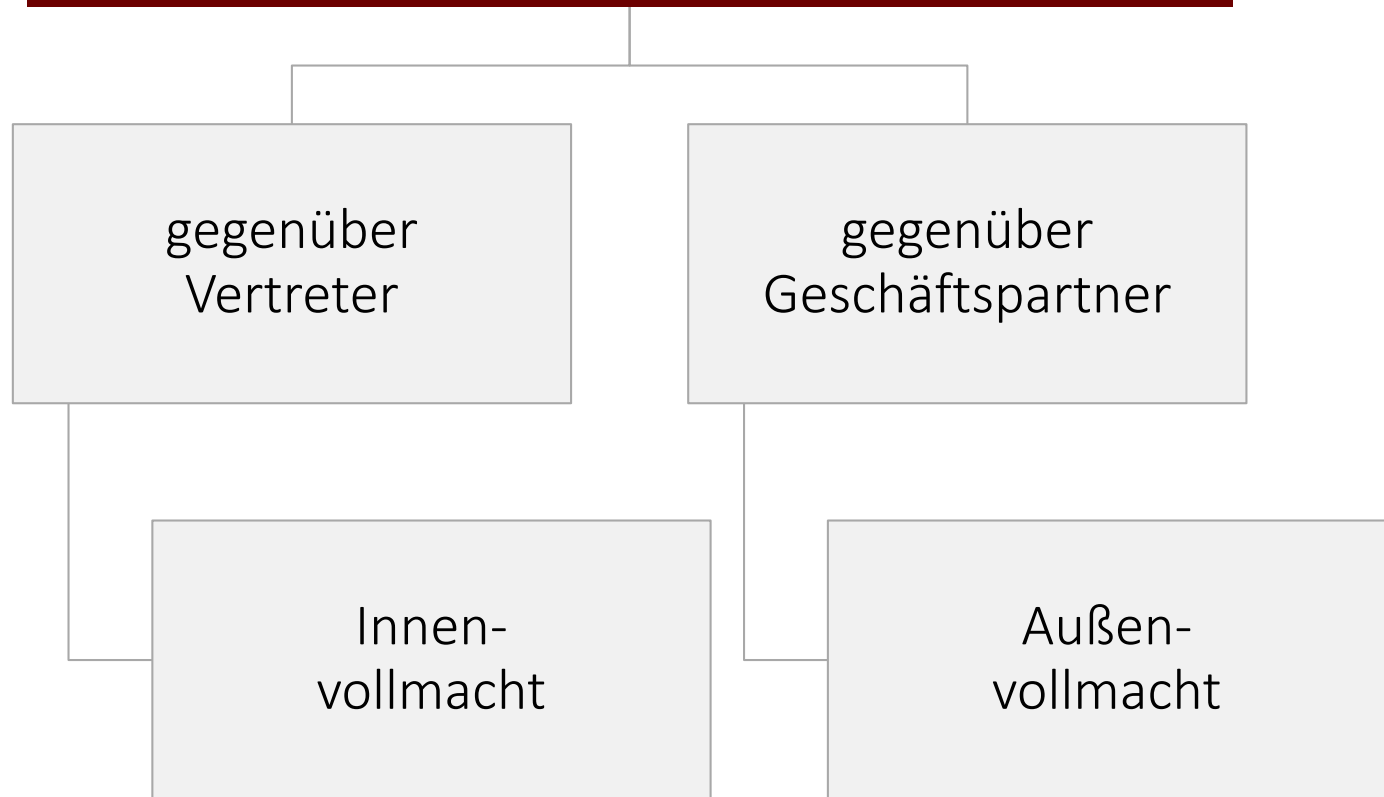 gegenüber
Vertreter
gegenüber
Geschäftspartner
Innen-
vollmacht
Außen-
vollmacht